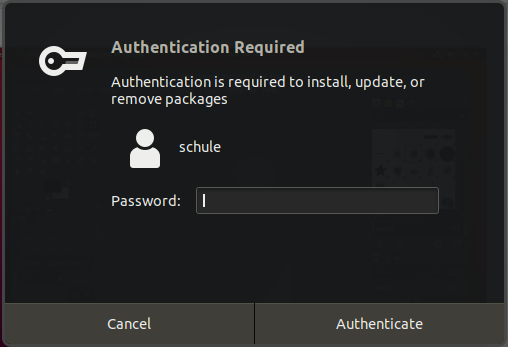 Authentication Required
Authentication is required to install, update, or
remove packages
schule
Password:
Cancel
Authenticate